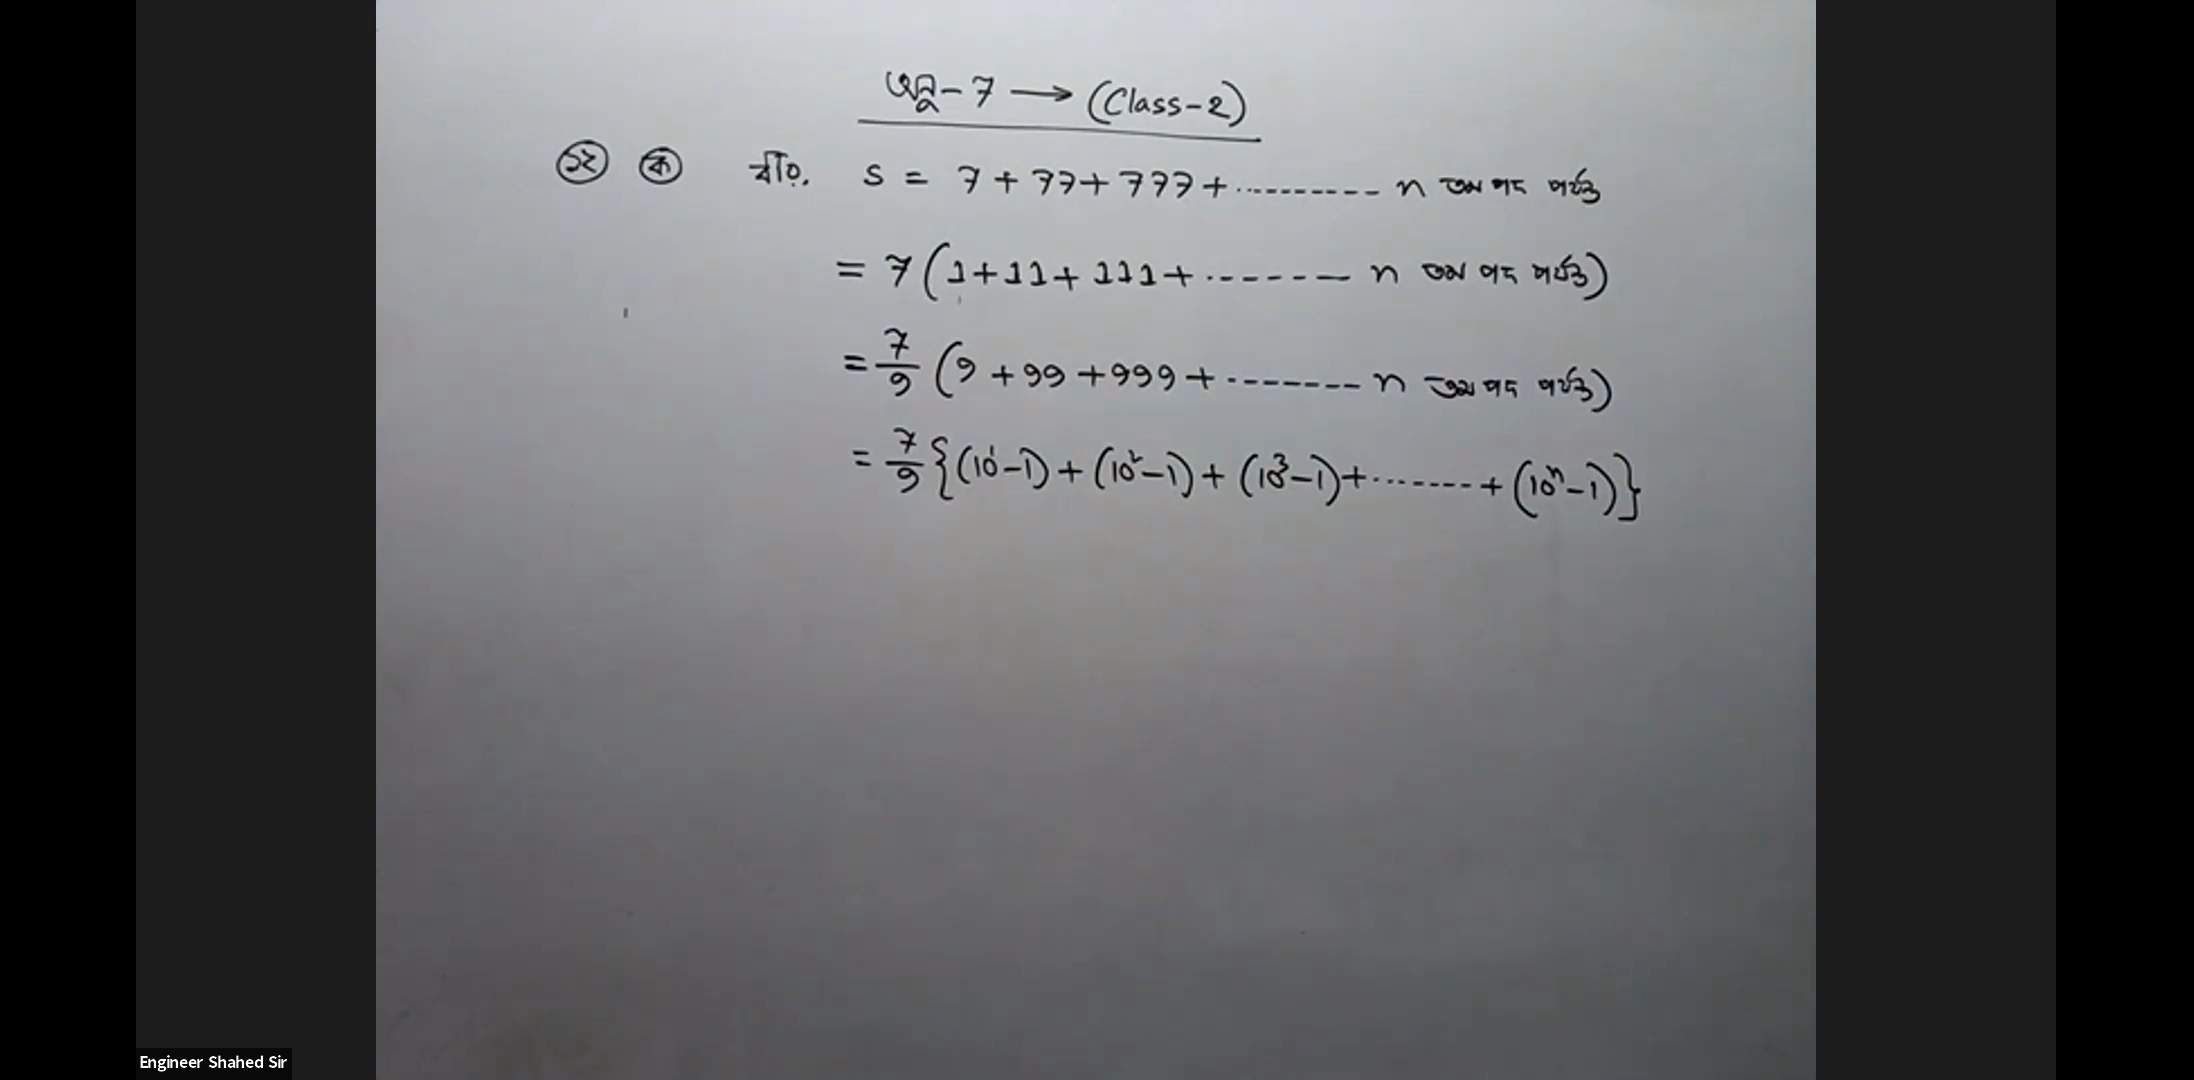 অনু-7 → (Class-2)
১২ ক ধরি, S = 7 + 77 + 777 + .......... n তম পদ পর্যন্ত
= 7 (1 + 11 + 111 + ....... n তম পদ পর্যন্ত)
= 7/9 (9 + 99 + 999 + ........ n তম পদ পর্যন্ত)
= 7/9 {(10¹-1) + (10²-1) + (10³-1) + ........ + (10ⁿ-1)}
Engineer Shahed Sir